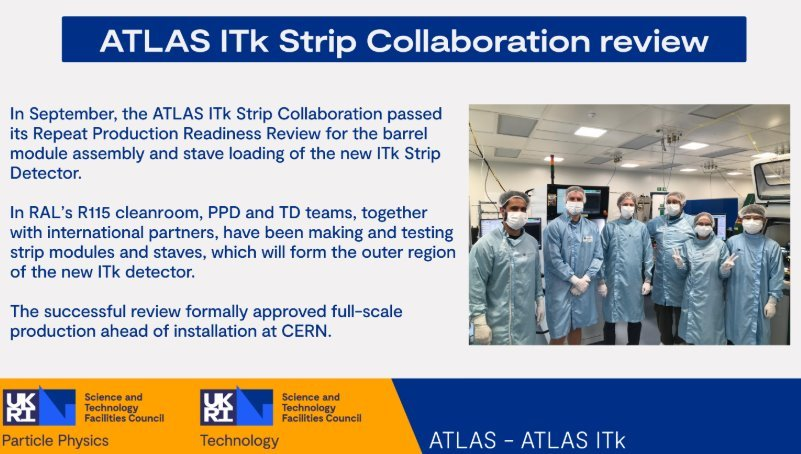 ATLAS ITk Strip Collaboration review
In September, the ATLAS ITk Strip Collaboration passed
its Repeat Production Readiness Review for the barrel
module assembly and stave loading of the new ITk Strip
Detector.
In RAL's R115 cleanroom, PPD and TD teams, together
with international partners, have been making and testing
strip modules and staves, which will form the outer region
of the new ITk detector.
The successful review formally approved full-scale
production ahead of installation at CERN.
UK
RI
Science and
Technology
Facilities Council
Particle Physics
UK
RI
Science and
Technology
Facilities Council
Technology
ATLAS - ATLAS ITk